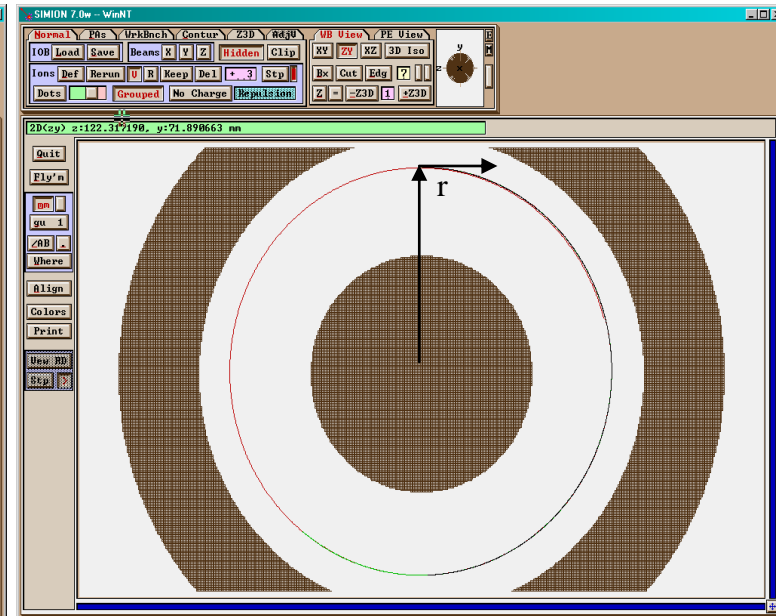 SIMION 7.0w - WinNT
Normal PAs WrkBnch Contur Z3D AdjV WB View PE View
IOB Load Save Beams X Y Z Hidden Clip XY ZY XZ 3D Iso
Ions Def Rerun U R Keep Del + 3 Stp Bx Cut Edg ?
Dots Grouped No Charge Repulsion Z = -Z3D 1 +Z3D
E
M
y
z
2D(zy) z:122.317190, y:71.890663 mm
Quit
Fly'm
mm
gu 1
∠AB .
Where
Align
Colors
Print
Vew RD
Stp >
r